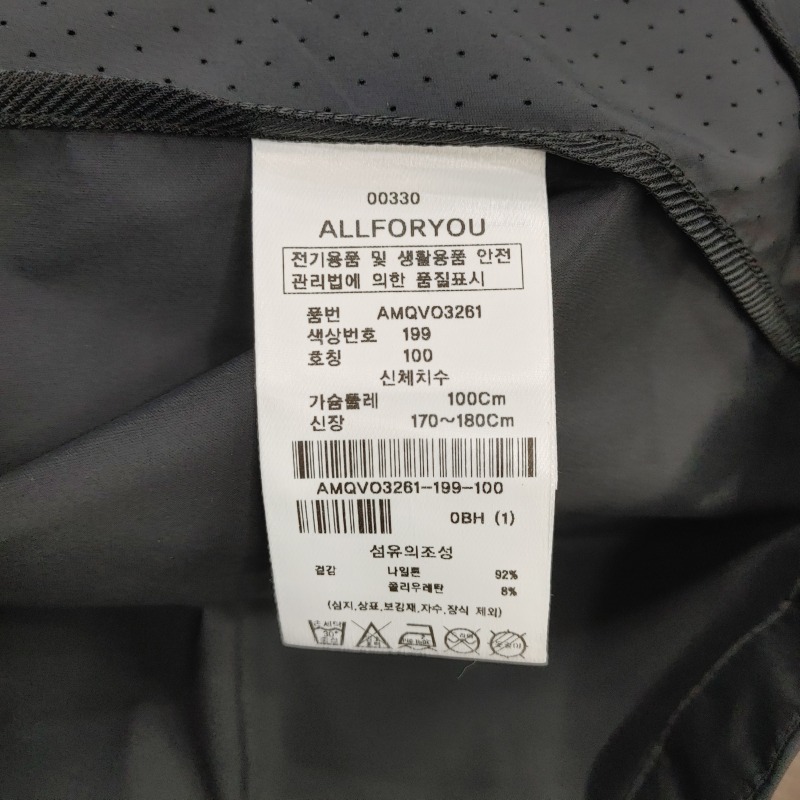 00330
ALLFORYOU
전기용품 및 생활용품 안전
관리법에 의한 품질표시
품번 AMQVO3261
색상번호 199
호칭 100
신체치수
가슴둘레 100Cm
신장 170~180Cm
AMQVO3261-199-100
0BH (1)
섬유의조성
겉감 나일론 92%
폴리우레탄 8%
(심지,상표,보강재,자수,장식 제외)